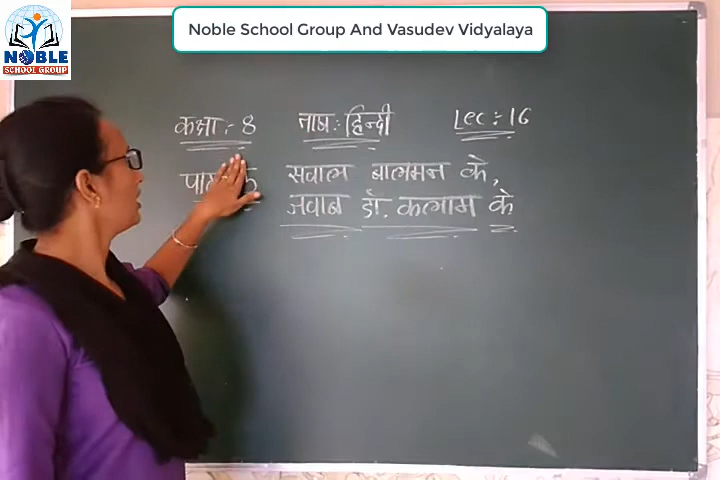 Noble School Group And Vasudev Vidyalaya
NOBLE
SCHOOL GROUP
कक्षा :- 8 ताष : हिन्दी Lec :- 16
सवाल बालमन के,
जवाब डॉ. कलाम के